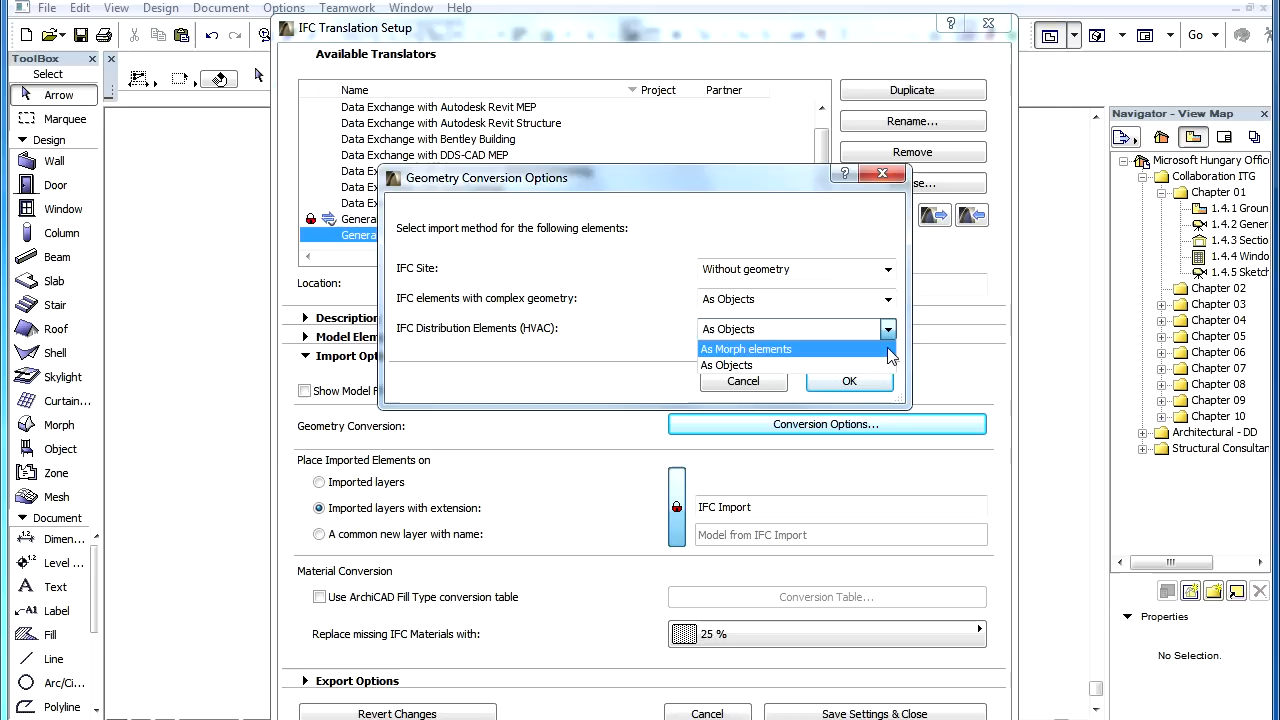 File Edit View Design Document Options Teamwork Window Help
IFC Translation Setup
Go
ToolBox
Select
Arrow
Marquee
Design
Wall
Door
Window
Column
Beam
Slab
Stair
Roof
Shell
Skylight
Curtain...
Morph
Object
Zone
Mesh
Document
Dimen...
Level ...
Text
Label
Fill
Line
Arc/Ci...
Polyline
Available Translators
Name Project Partner
Data Exchange with Autodesk Revit MEP
Data Exchange with Autodesk Revit Structure
Data Exchange with Bentley Building
Data Exchange with DDS-CAD MEP
Data
Data Ex
Data Ex
Genera
Genera
Duplicate
Rename...
Remove
se...
Location:
Description
Model Elem
Import Opt
Show Model F
Geometry Conversion Options
Select import method for the following elements:
IFC Site: Without geometry
IFC elements with complex geometry: As Objects
IFC Distribution Elements (HVAC): As Objects
As Morph elements
As Objects
Cancel OK
Geometry Conversion: Conversion Options...
Place Imported Elements on
Imported layers
Imported layers with extension: IFC Import
A common new layer with name: Model from IFC Import
Material Conversion
Use ArchiCAD Fill Type conversion table Conversion Table...
Replace missing IFC Materials with: 25 %
Export Options
Revert Changes Cancel Save Settings & Close
Navigator - View Map
Microsoft Hungary Offic
Collaboration ITG
Chapter 01
1.4.1 Groun
1.4.2 Gener
1.4.3 Sectio
1.4.4 Windo
1.4.5 Sketch
Chapter 02
Chapter 03
Chapter 04
Chapter 05
Chapter 06
Chapter 07
Chapter 08
Chapter 09
Chapter 10
Architectural - DD
Structural Consultan
Properties
No Selection.